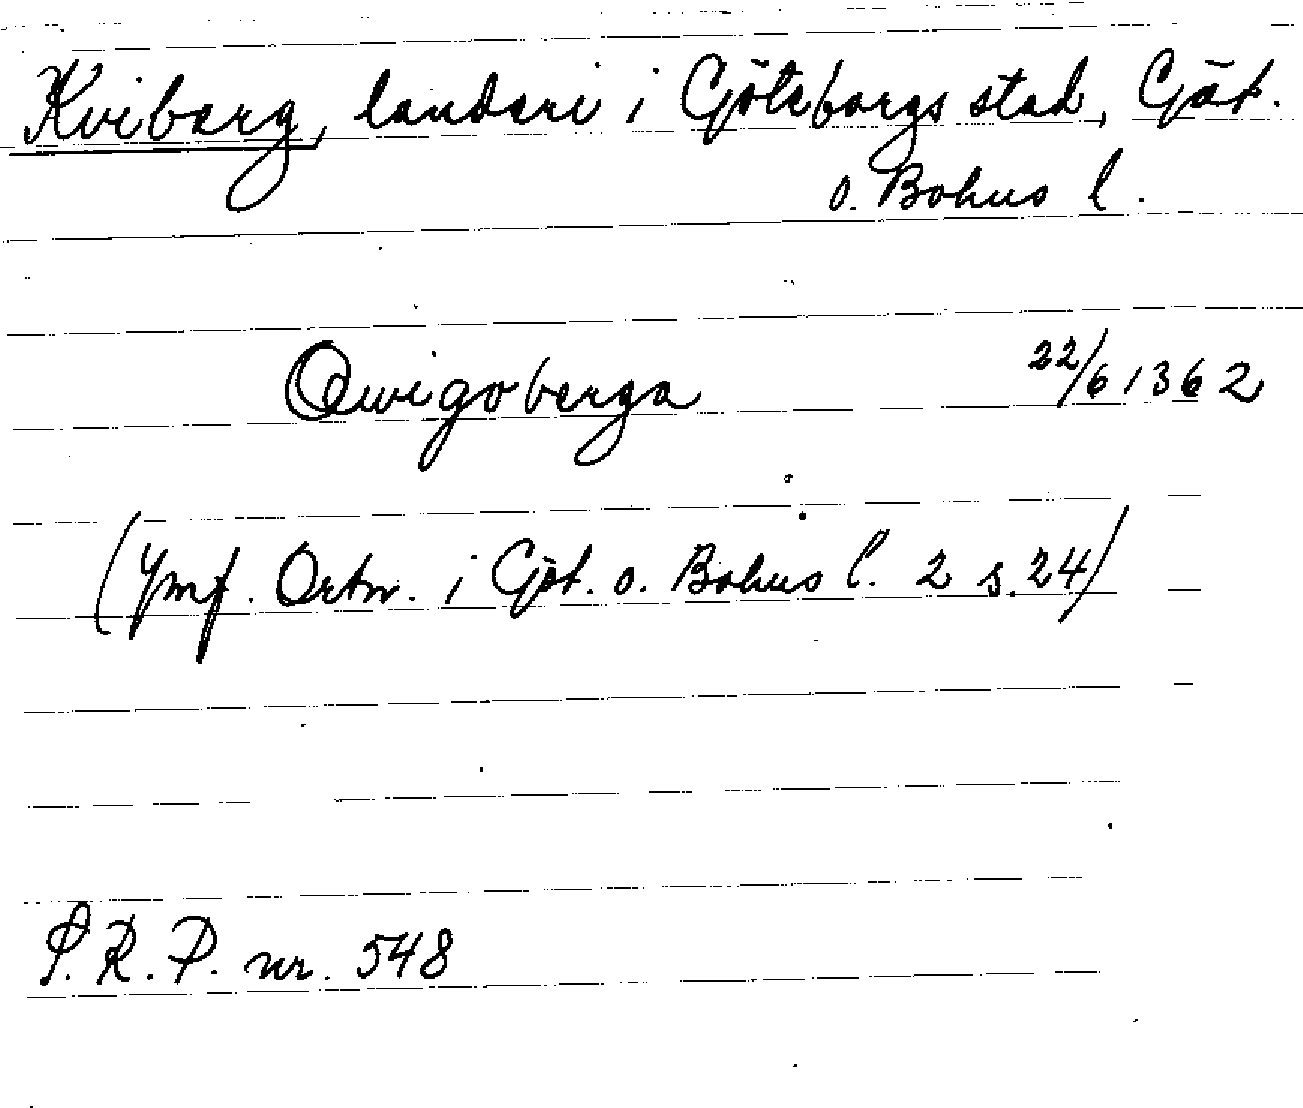 Kviberg, landeri i Göteborgs stad, Göt.
o. Bohus l.
Qwigoberga 22/6 1362
(Jmf. Ortn. i Göt. o. Bohus l. 2 s. 24)
S.R.P. nr. 548